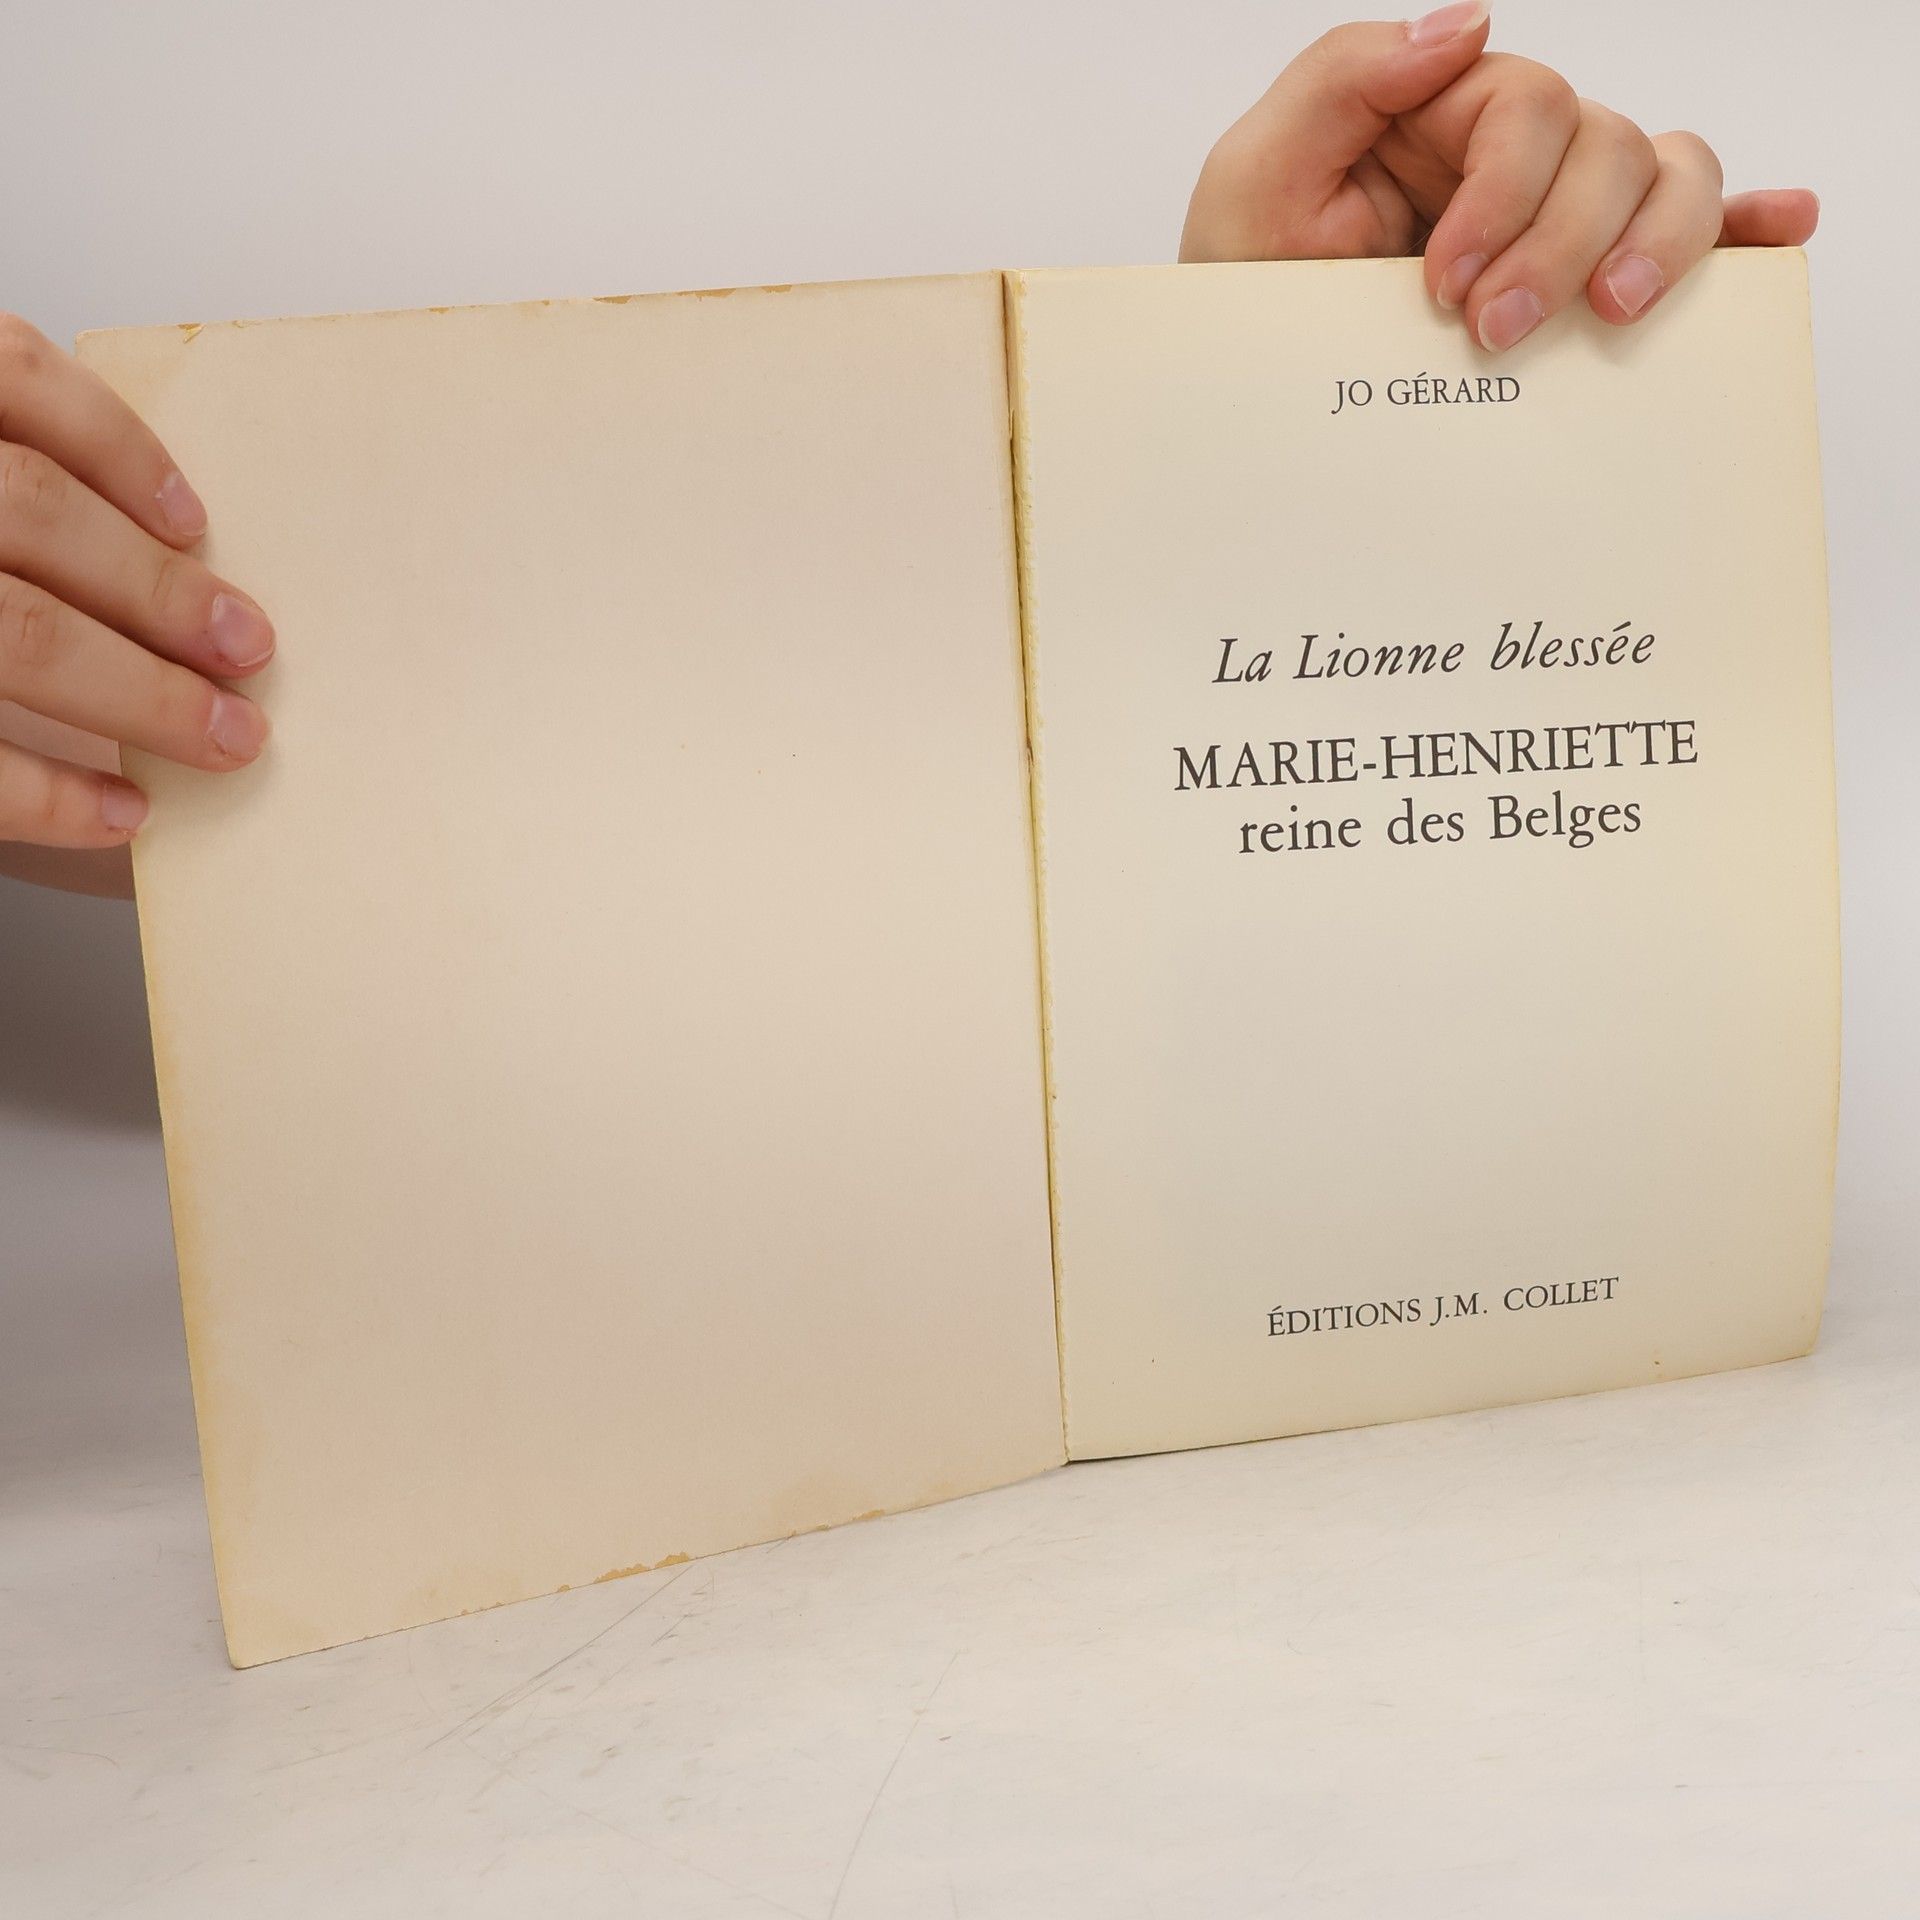 JO GÉRARD
La Lionne blessée
MARIE-HENRIETTE
reine des Belges
ÉDITIONS J.M. COLLET